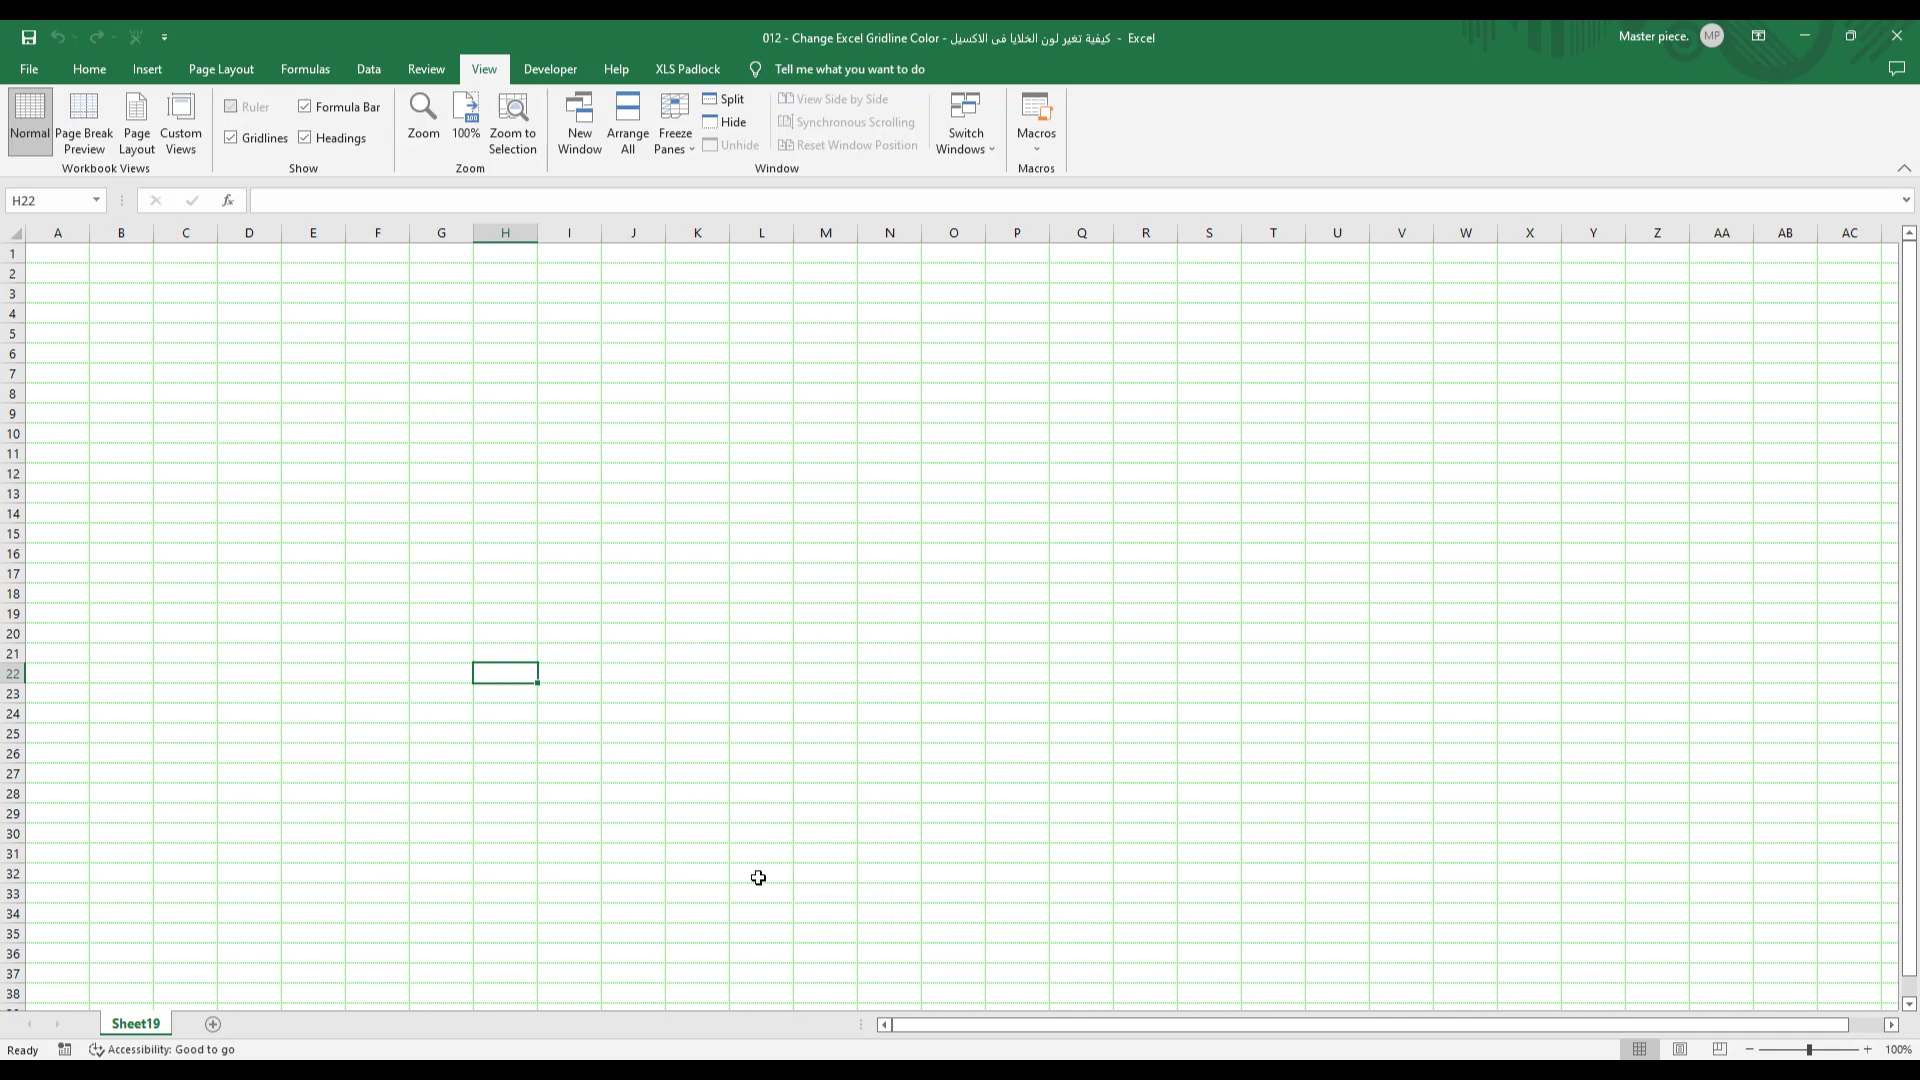 012 - Change Excel Gridline Color - كيفية تغير لون الخلايا فى الاكسيل - Excel
Master piece. MP
File Home Insert Page Layout Formulas Data Review View Developer Help XLS Padlock Tell me what you want to do
Normal
Page Break Preview
Page Layout
Custom Views
Workbook Views
Ruler
Formula Bar
Gridlines
Headings
Show
Zoom
100
100%
Zoom to Selection
Zoom
New Window
Arrange All
Freeze Panes
Split
Hide
Unhide
View Side by Side
Synchronous Scrolling
Reset Window Position
Switch Windows
Window
Macros
Macros
H22
fx
A B C D E F G H I J K L M N O P Q R S T U V W X Y Z AA AB AC
1
2
3
4
5
6
7
8
9
10
11
12
13
14
15
16
17
18
19
20
21
22
23
24
25
26
27
28
29
30
31
32
33
34
35
36
37
38
Sheet19
Ready Accessibility: Good to go
100%